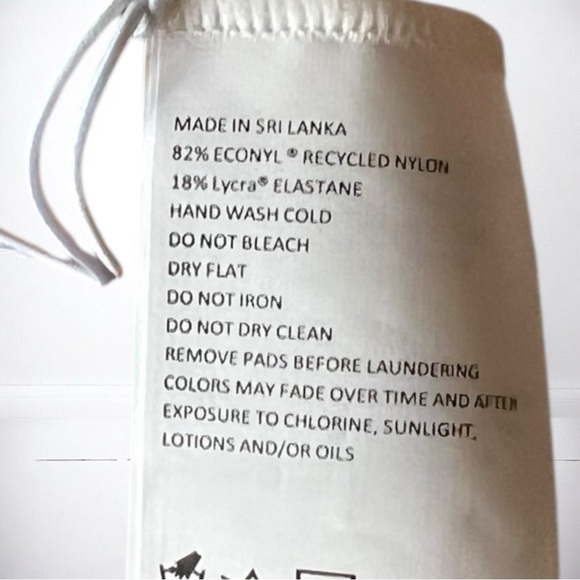 MADE IN SRI LANKA
82% ECONYL® RECYCLED NYLON
18% Lycra® ELASTANE
HAND WASH COLD
DO NOT BLEACH
DRY FLAT
DO NOT IRON
DO NOT DRY CLEAN
REMOVE PADS BEFORE LAUNDERING
COLORS MAY FADE OVER TIME AND AFTER
EXPOSURE TO CHLORINE, SUNLIGHT,
LOTIONS AND/OR OILS